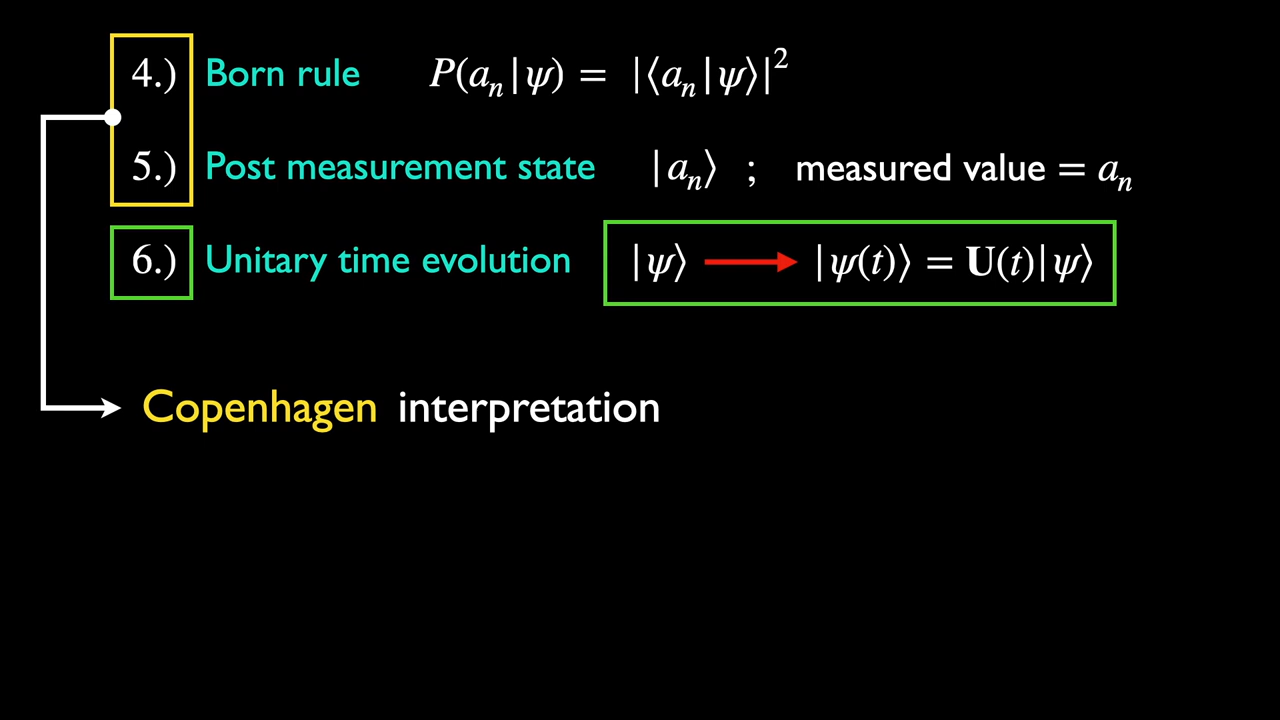 4.) Born rule P(aₙ|ψ) = |⟨aₙ|ψ⟩|²
5.) Post measurement state |aₙ⟩ ; measured value = aₙ
6.) Unitary time evolution |ψ⟩ ⟶ |ψ(t)⟩ = U(t)|ψ⟩
Copenhagen interpretation